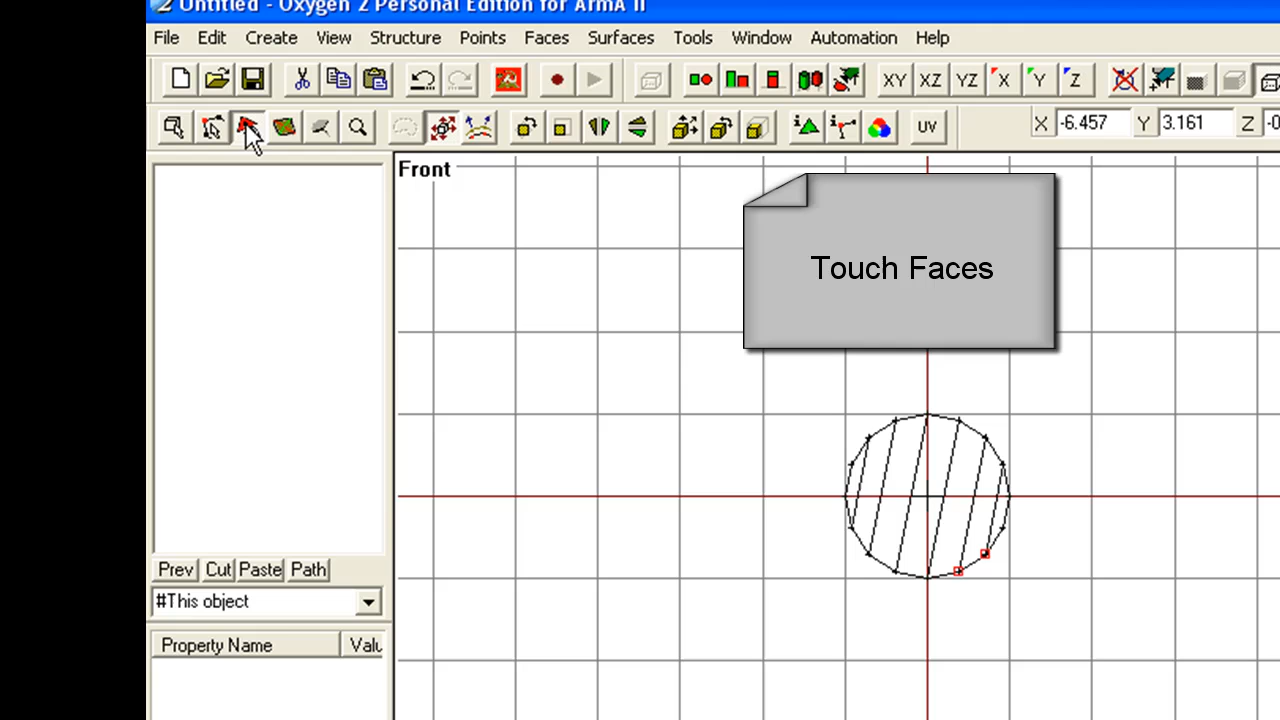 Untitled - Oxygen 2 Personal Edition for ArmA II
File Edit Create View Structure Points Faces Surfaces Tools Window Automation Help
XY XZ YZ X Y Z
UV X -6.457 Y 3.161 Z -0
Front
Touch Faces
Prev Cut Paste Path
#This object
Property Name Valu